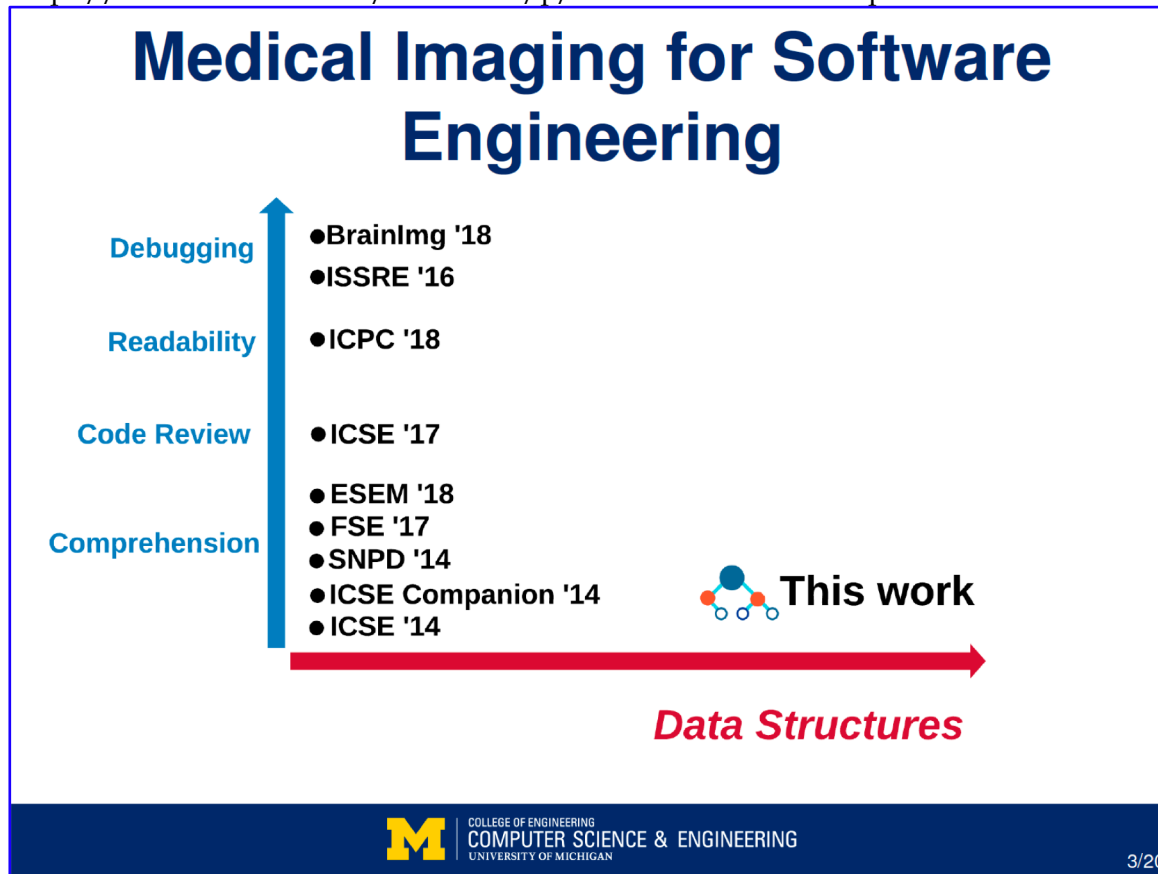 Medical Imaging for Software
Engineering
Debugging
●BrainImg '18
●ISSRE '16
Readability
●ICPC '18
Code Review
●ICSE '17
Comprehension
●ESEM '18
●FSE '17
●SNPD '14
●ICSE Companion '14
●ICSE '14
This work
Data Structures
M
COLLEGE OF ENGINEERING
COMPUTER SCIENCE & ENGINEERING
UNIVERSITY OF MICHIGAN
3/20